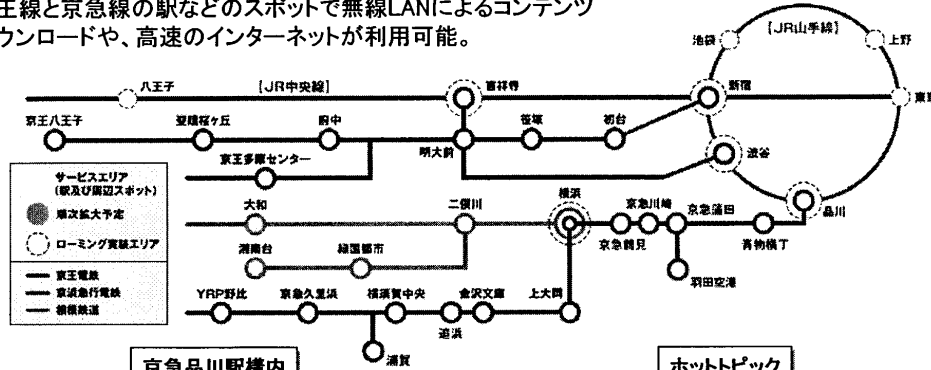 王線と京急線の駅などのスポットで無線LANによるコンテンツ
ウンロードや、高速のインターネットが利用可能。
【JR山手線】
池袋
上野
八王子
【JR中央線】
吉祥寺
新宿
東京
京王八王子
聖蹟桜ヶ丘
府中
明大前
笹塚
初台
渋谷
京王多摩センター
サービスエリア
(駅及び周辺スポット)
順次拡大予定
ローミング実験エリア
京王電鉄
京浜急行電鉄
相模鉄道
大和
二俣川
横浜
京急川崎
京急蒲田
品川
湘南台
緑園都市
京急鶴見
青物横丁
羽田空港
YRP野比
京急久里浜
横須賀中央
金沢文庫
上大岡
追浜
浦賀
京急品川駅構内
ホットトピック